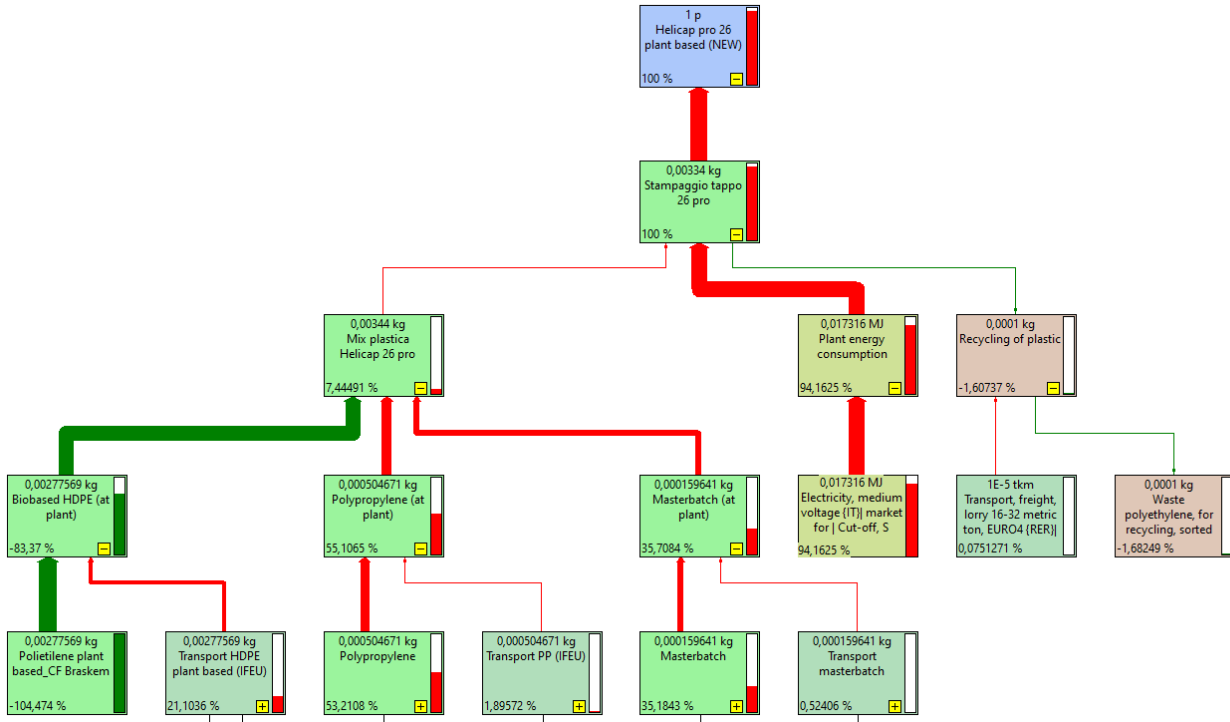 1 p
Helicap pro 26
plant based (NEW)
100 %
0,00334 kg
Stampaggio tappo
26 pro
100 %
0,00344 kg
Mix plastica
Helicap 26 pro
7,44491 %
0,017316 MJ
Plant energy
consumption
94,1625 %
0,0001 kg
Recycling of plastic
-1,60737 %
0,00277569 kg
Biobased HDPE (at
plant)
-83,37 %
0,000504671 kg
Polypropylene (at
plant)
55,1065 %
0,000159641 kg
Masterbatch (at
plant)
35,7084 %
0,017316 MJ
Electricity, medium
voltage {IT}| market
for | Cut-off, S
94,1625 %
1E-5 tkm
Transport, freight,
lorry 16-32 metric
ton, EURO4 {RER}|
0,0751271 %
0,0001 kg
Waste
polyethylene, for
recycling, sorted
-1,68249 %
0,00277569 kg
Polietilene plant
based_CF Braskem
-104,474 %
0,00277569 kg
Transport HDPE
plant based (IFEU)
21,1036 %
0,000504671 kg
Polypropylene
53,2108 %
0,000504671 kg
Transport PP (IFEU)
1,89572 %
0,000159641 kg
Masterbatch
35,1843 %
0,000159641 kg
Transport
masterbatch
0,52406 %